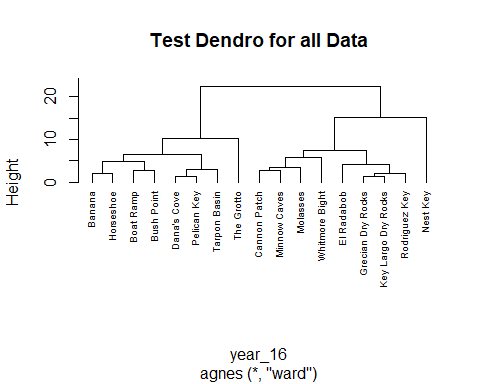 Test Dendro for all Data
Height
20
10
0
Banana
Horseshoe
Boat Ramp
Bush Point
Dana's Cove
Pelican Key
Tarpon Basin
The Grotto
Cannon Patch
Minnow Caves
Molasses
Whitmore Bight
El Radabob
Grecian Dry Rocks
Key Largo Dry Rocks
Rodriguez Key
Nest Key
year_16
agnes (*, "ward")